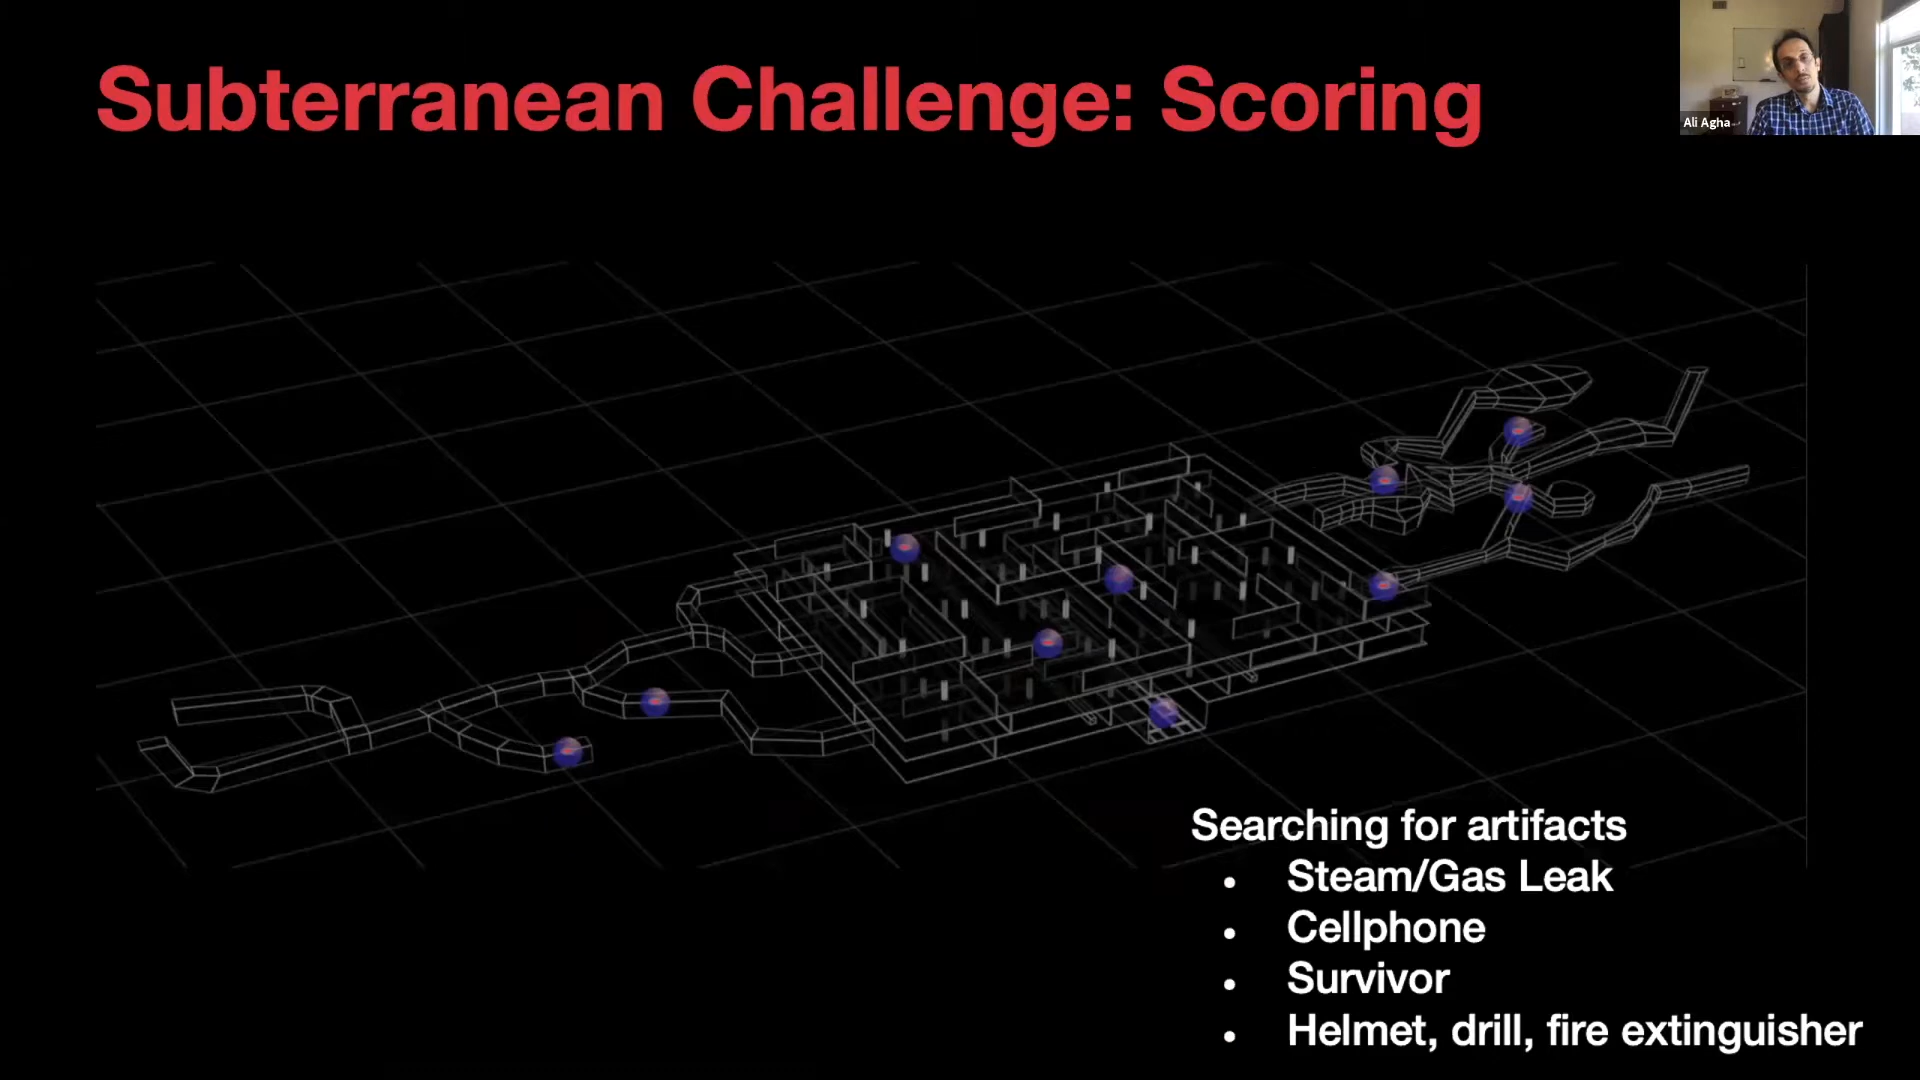 Subterranean Challenge: Scoring
Ali Agha
Searching for artifacts
• Steam/Gas Leak
• Cellphone
• Survivor
• Helmet, drill, fire extinguisher